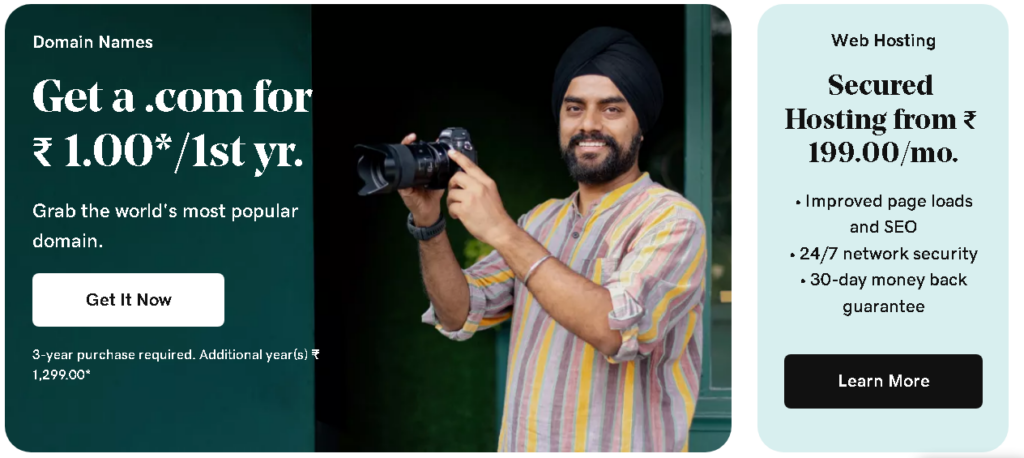 Domain Names
Get a .com for
₹ 1.00*/1st yr.
Grab the world's most popular
domain.
Get It Now
3-year purchase required. Additional year(s) ₹
1,299.00*
Web Hosting
Secured
Hosting from ₹
199.00/mo.
• Improved page loads
and SEO
• 24/7 network security
• 30-day money back
guarantee
Learn More